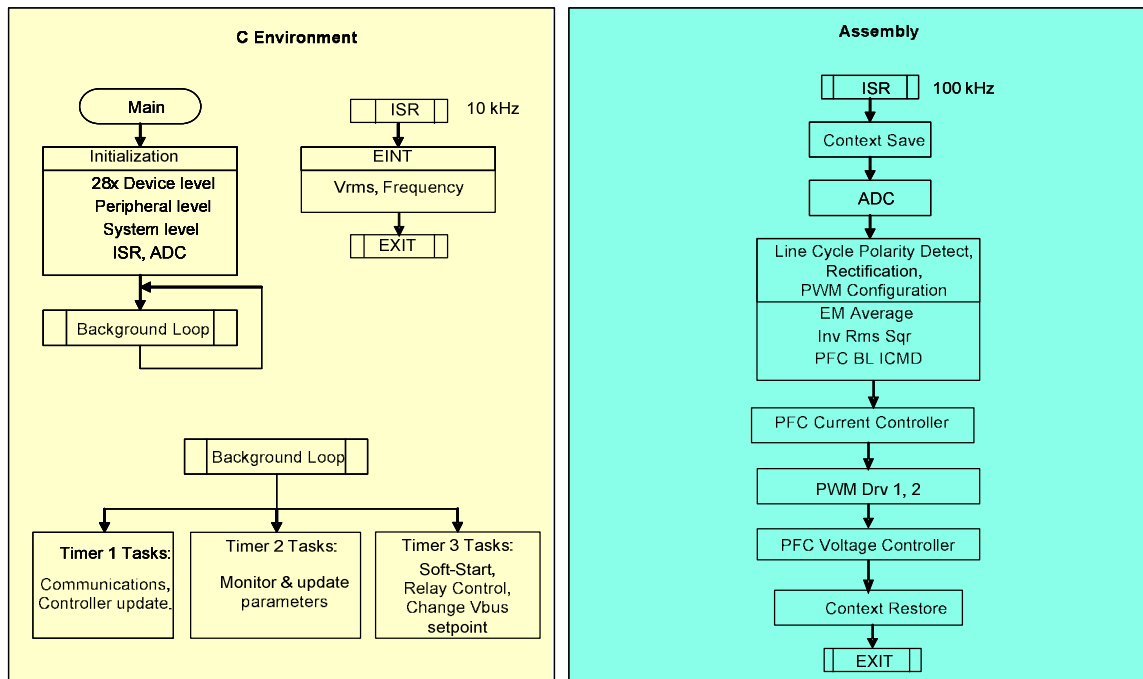 C Environment
Main
Initialization
28x Device level
Peripheral level
System level
ISR, ADC
Background Loop
ISR 10 kHz
EINT
Vrms, Frequency
EXIT
Background Loop
Timer 1 Tasks:
Communications,
Controller update.
Timer 2 Tasks:
Monitor & update
parameters
Timer 3 Tasks:
Soft-Start,
Relay Control,
Change Vbus
setpoint
Assembly
ISR 100 kHz
Context Save
ADC
Line Cycle Polarity Detect,
Rectification,
PWM Configuration
EM Average
Inv Rms Sqr
PFC BL ICMD
PFC Current Controller
PWM Drv 1, 2
PFC Voltage Controller
Context Restore
EXIT